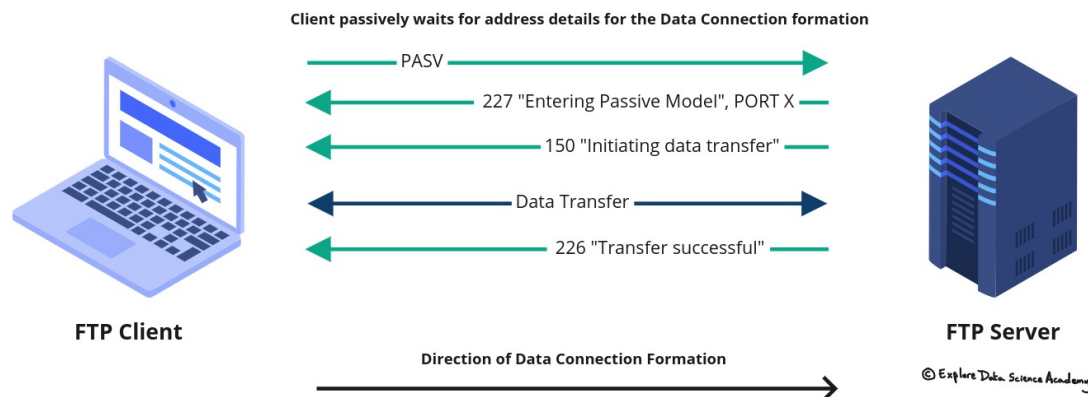 Client passively waits for address details for the Data Connection formation
PASV
227 "Entering Passive Model", PORT X
150 "Initiating data transfer"
Data Transfer
226 "Transfer successful"
FTP Client
FTP Server
Direction of Data Connection Formation
© Explore Data Science Academy